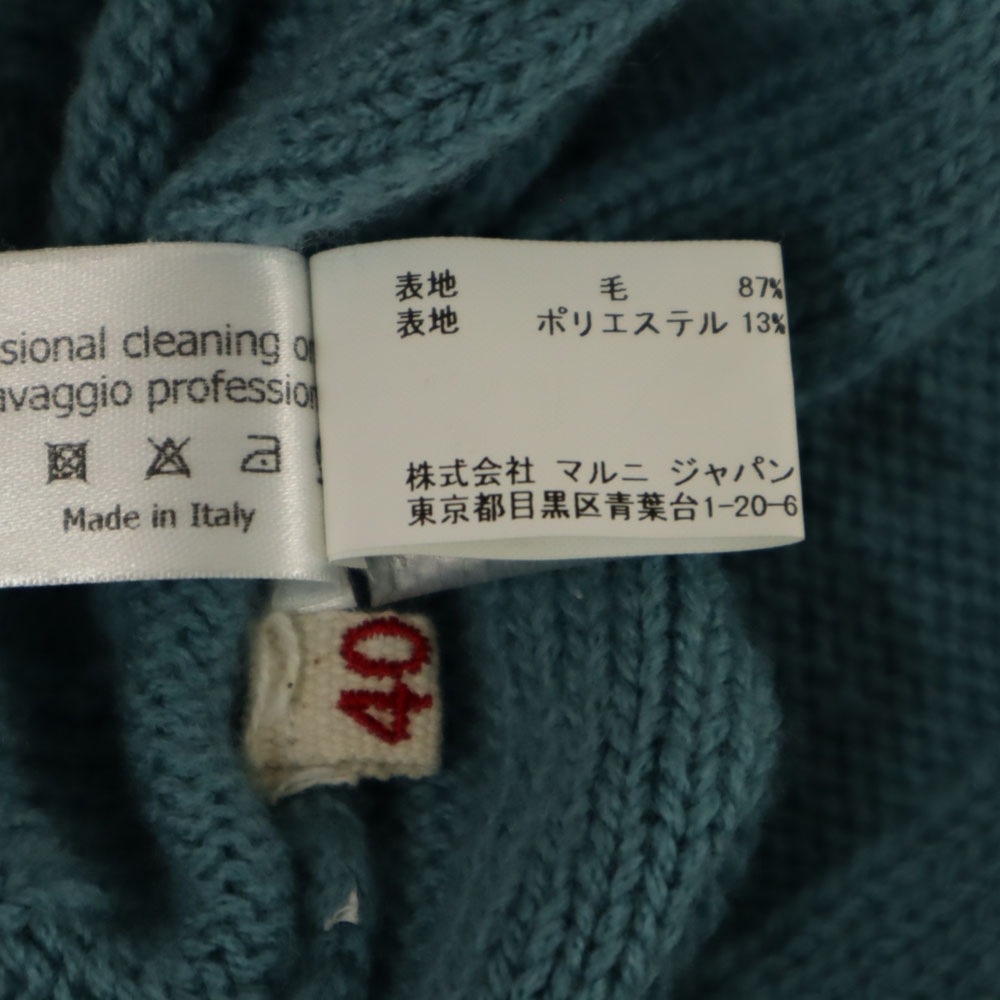 sional cleaning
avaggio
Made in Italy
表地 毛 87%
表地 ポリエステル 13%
株式会社 マルニ ジャパン
東京都目黒区青葉台1-20-6
40